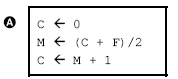 A
C ← 0
M ← (C + F)/2
C ← M + 1